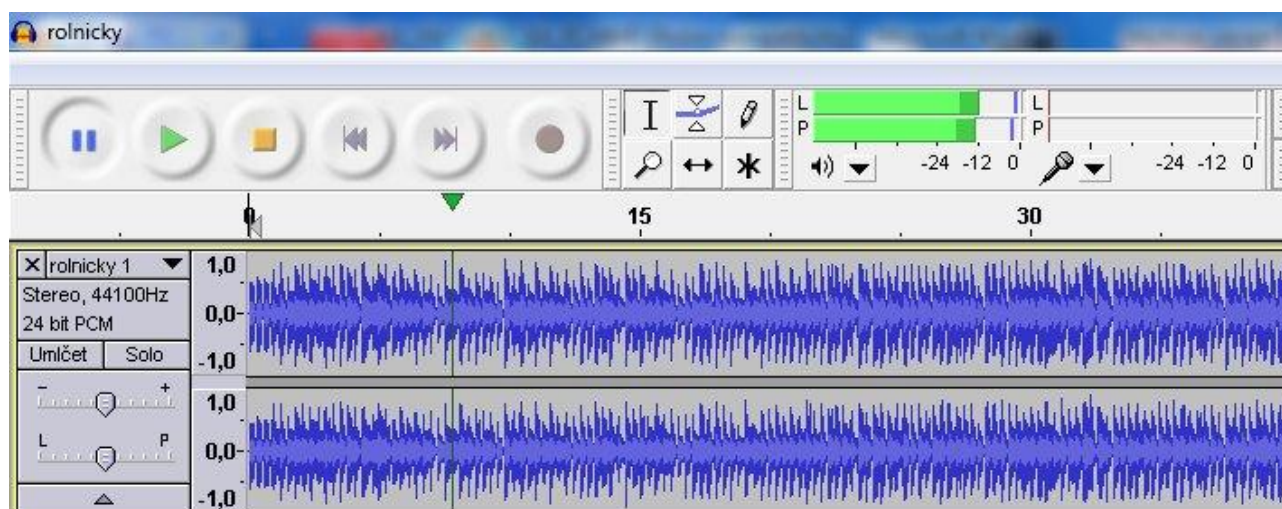 rolnicky
L
P
-24 -12 0
L
P
-24 -12 0
0 15 30
rolnicky 1
Stereo, 44100Hz
24 bit PCM
Umlčet Solo
- +
L P
1,0
0,0-
-1,0
1,0
0,0-
-1,0